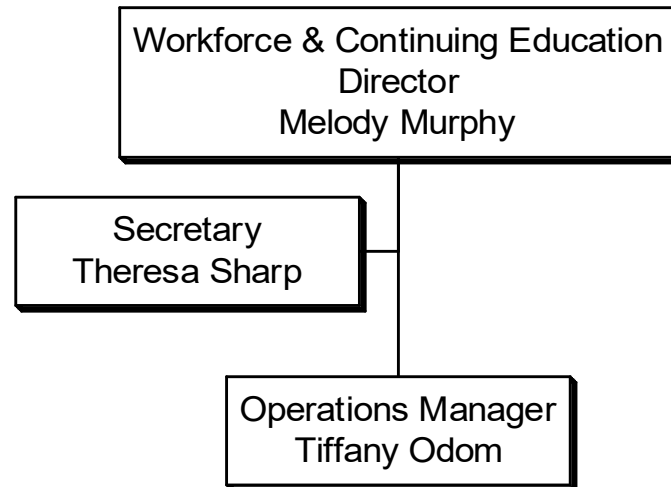 Workforce & Continuing Education
Director
Melody Murphy
Secretary
Theresa Sharp
Operations Manager
Tiffany Odom